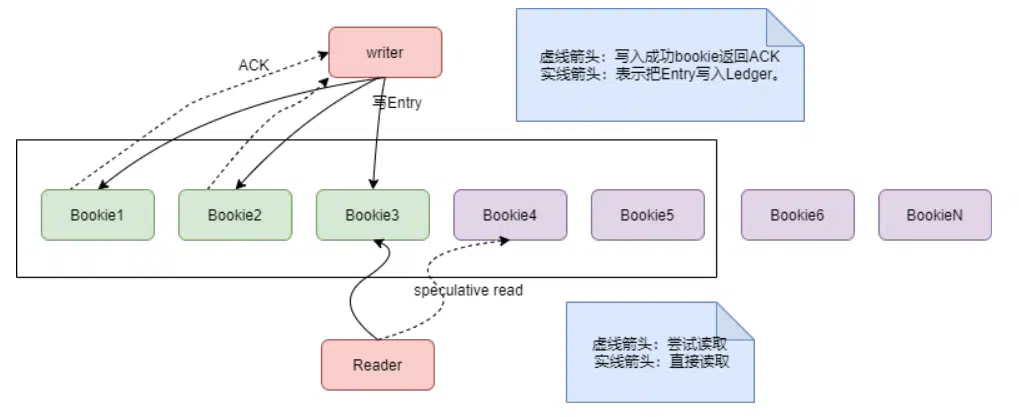 writer
虚线箭头：写入成功bookie返回ACK
实线箭头：表示把Entry写入Ledger。
ACK
写Entry
Bookie1
Bookie2
Bookie3
Bookie4
Bookie5
Bookie6
BookieN
speculative read
Reader
虚线箭头：尝试读取
实线箭头：直接读取